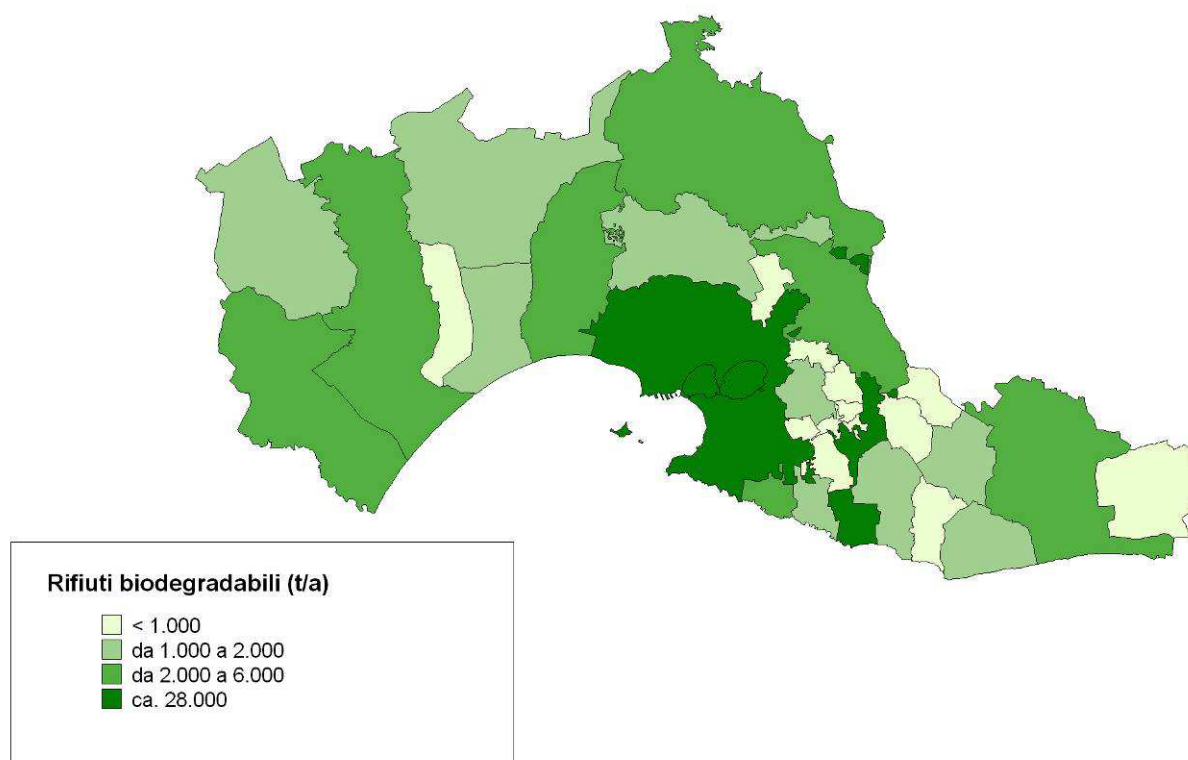 Rifiuti biodegradabili (t/a)
< 1.000
da 1.000 a 2.000
da 2.000 a 6.000
ca. 28.000